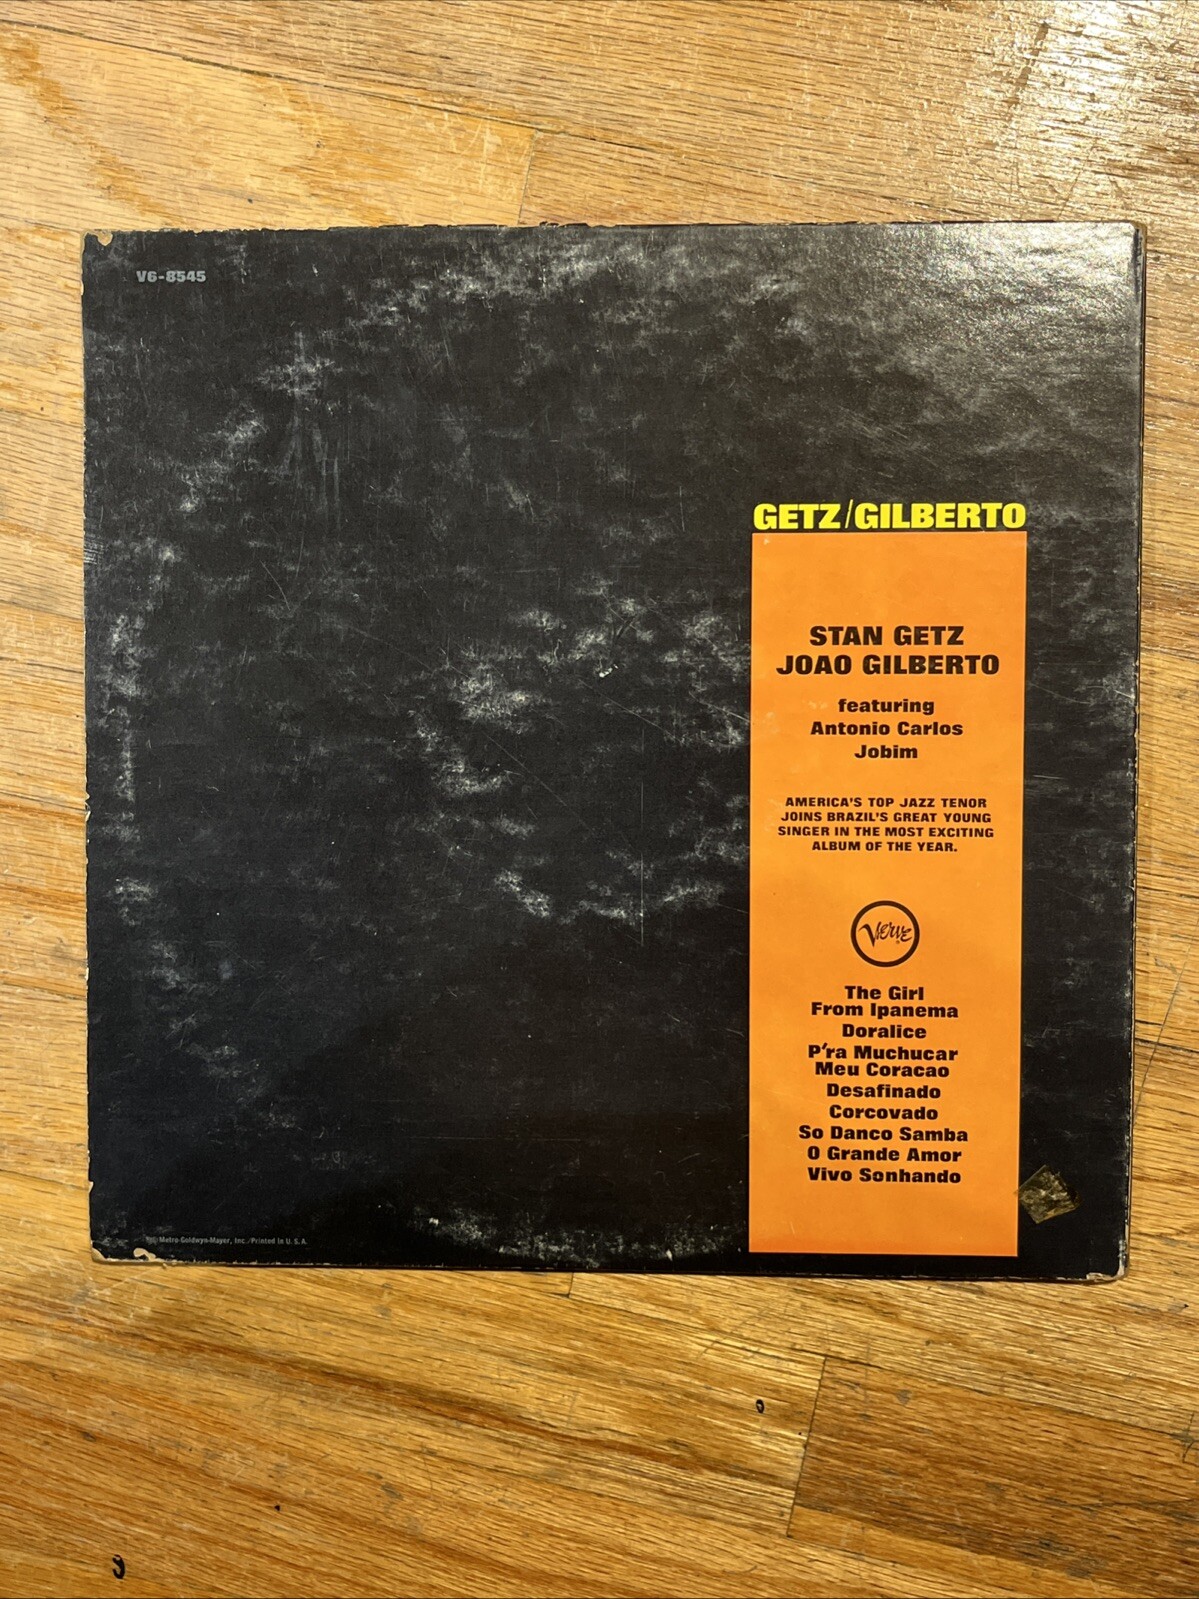 V6-8545
GETZ/GILBERTO
STAN GETZ
JOAO GILBERTO
featuring
Antonio Carlos
Jobim
AMERICA'S TOP JAZZ TENOR
JOINS BRAZIL'S GREAT YOUNG
SINGER IN THE MOST EXCITING
ALBUM OF THE YEAR.
Verve
The Girl
From Ipanema
Doralice
P'ra Muchucar
Meu Coracao
Desafinado
Corcovado
So Danco Samba
O Grande Amor
Vivo Sonhando
Metro-Goldwyn-Mayer, Inc./Printed in U. S. A.